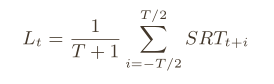 $L_t = \frac{1}{T+1} \sum_{i=-T/2}^{T/2} SRT_{t+i}$